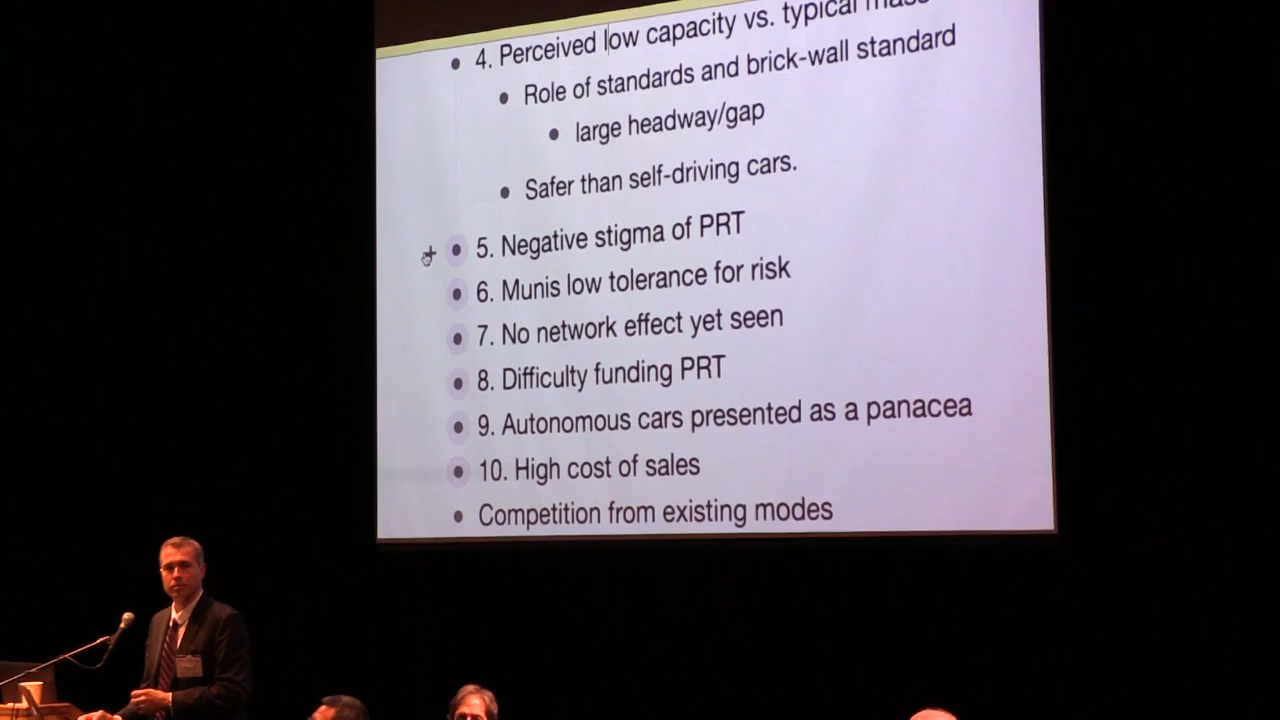 4. Perceived low capacity vs. typical mass
Role of standards and brick-wall standard
large headway/gap
Safer than self-driving cars.
5. Negative stigma of PRT
6. Munis low tolerance for risk
7. No network effect yet seen
8. Difficulty funding PRT
9. Autonomous cars presented as a panacea
10. High cost of sales
Competition from existing modes